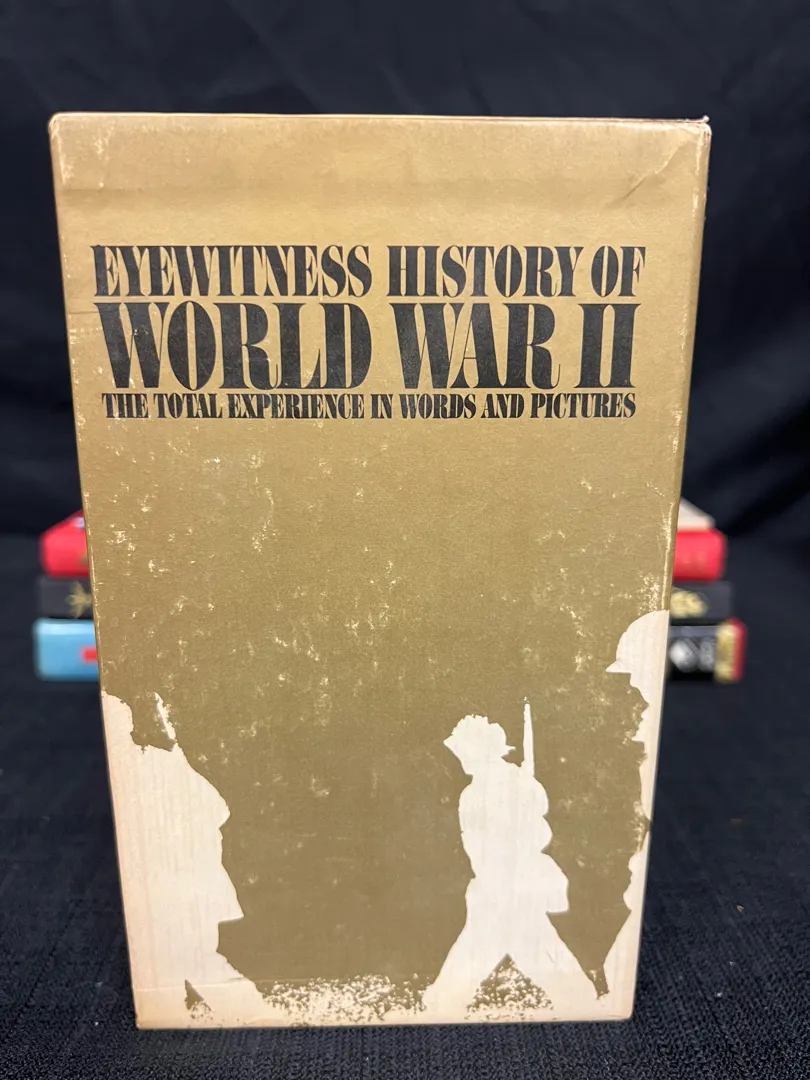 EYEWITNESS HISTORY OF
WORLD WAR II
THE TOTAL EXPERIENCE IN WORDS AND PICTURES